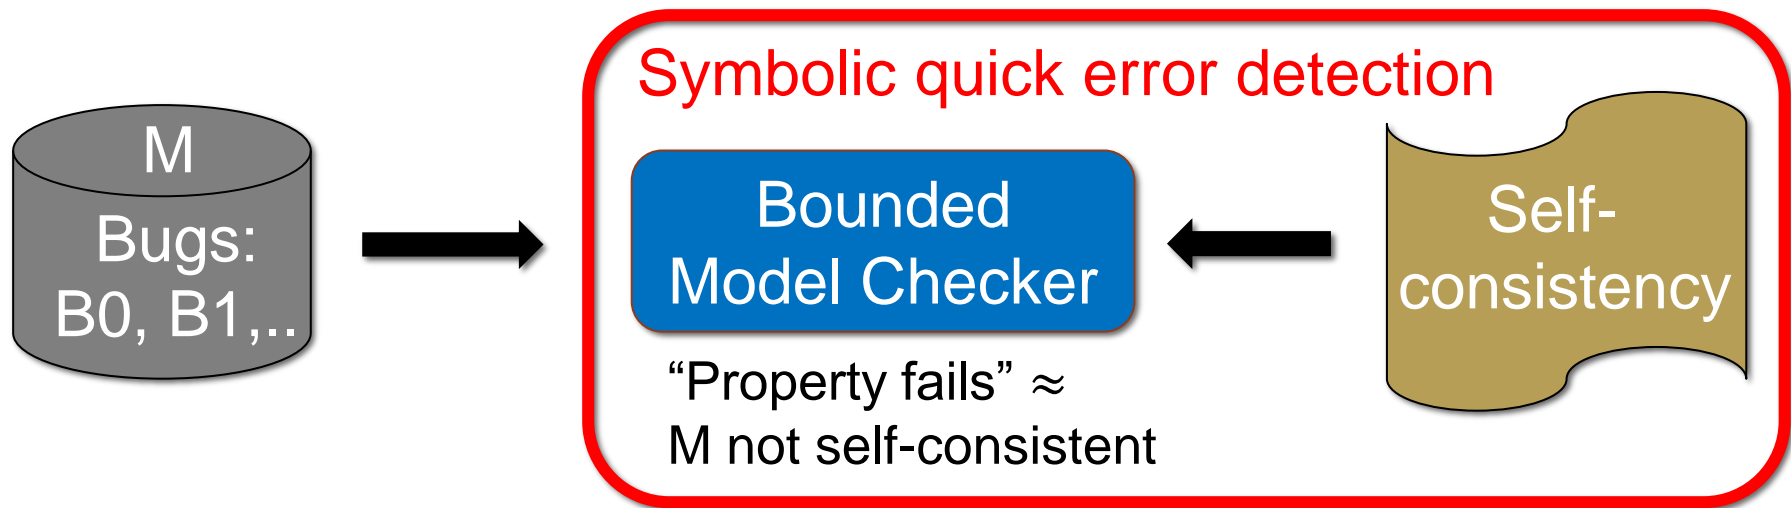 Symbolic quick error detection
M
Bugs:
B0, B1,..
Bounded
Model Checker
“Property fails” ≈
M not self-consistent
Self-
consistency